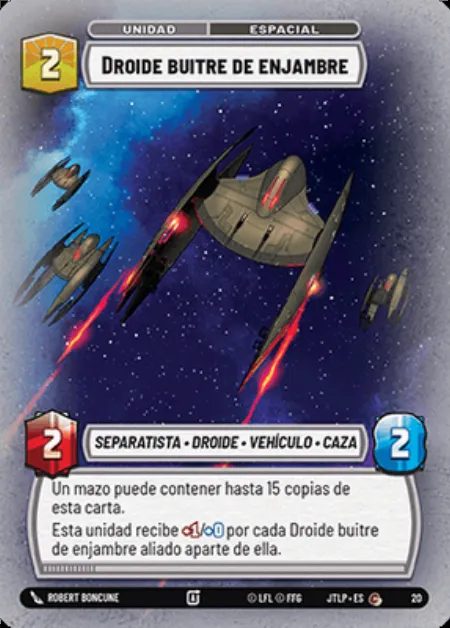 UNIDAD ESPACIAL
2
DROIDE BUITRE DE ENJAMBRE
2
SEPARATISTA • DROIDE • VEHÍCULO • CAZA
2
Un mazo puede contener hasta 15 copias de
esta carta.
Esta unidad recibe +1/+0 por cada Droide buitre
de enjambre aliado aparte de ella.
ROBERT BONCUNE © LFL © FFG JTLP • ES C 20